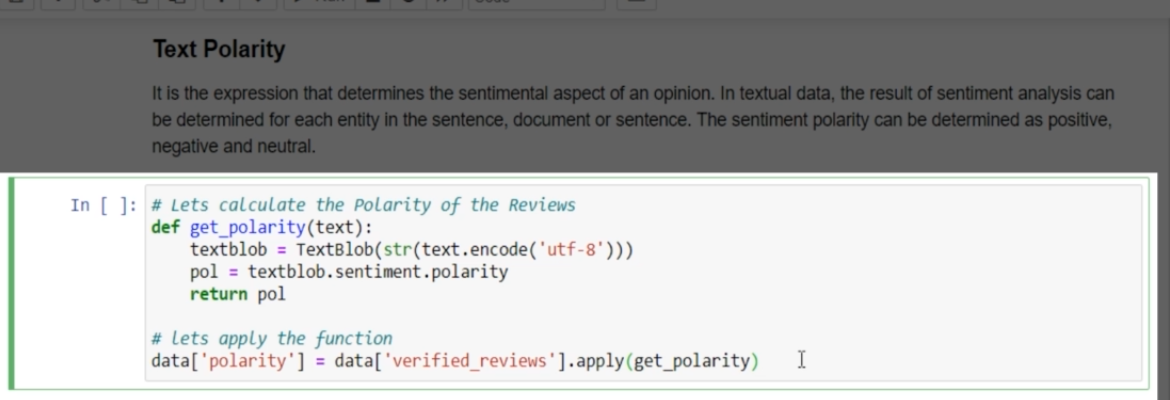 Text Polarity
It is the expression that determines the sentimental aspect of an opinion. In textual data, the result of sentiment analysis can
be determined for each entity in the sentence, document or sentence. The sentiment polarity can be determined as positive,
negative and neutral.
In [ ]:
# Lets calculate the Polarity of the Reviews
def get_polarity(text):
    textblob = TextBlob(str(text.encode('utf-8')))
    pol = textblob.sentiment.polarity
    return pol
# lets apply the function
data['polarity'] = data['verified_reviews'].apply(get_polarity)